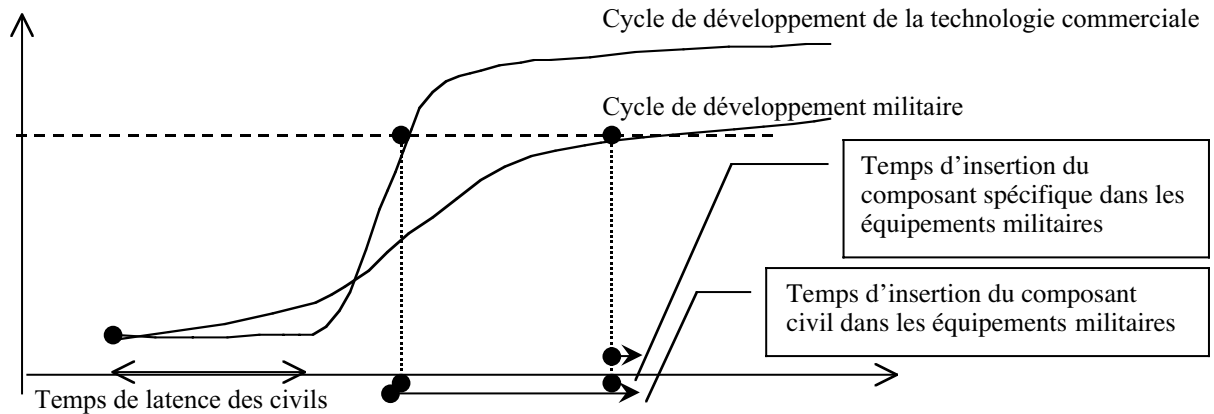 Cycle de développement de la technologie commerciale
Cycle de développement militaire
Temps d’insertion du
composant spécifique dans les
équipements militaires
Temps d’insertion du composant
civil dans les équipements militaires
Temps de latence des civils